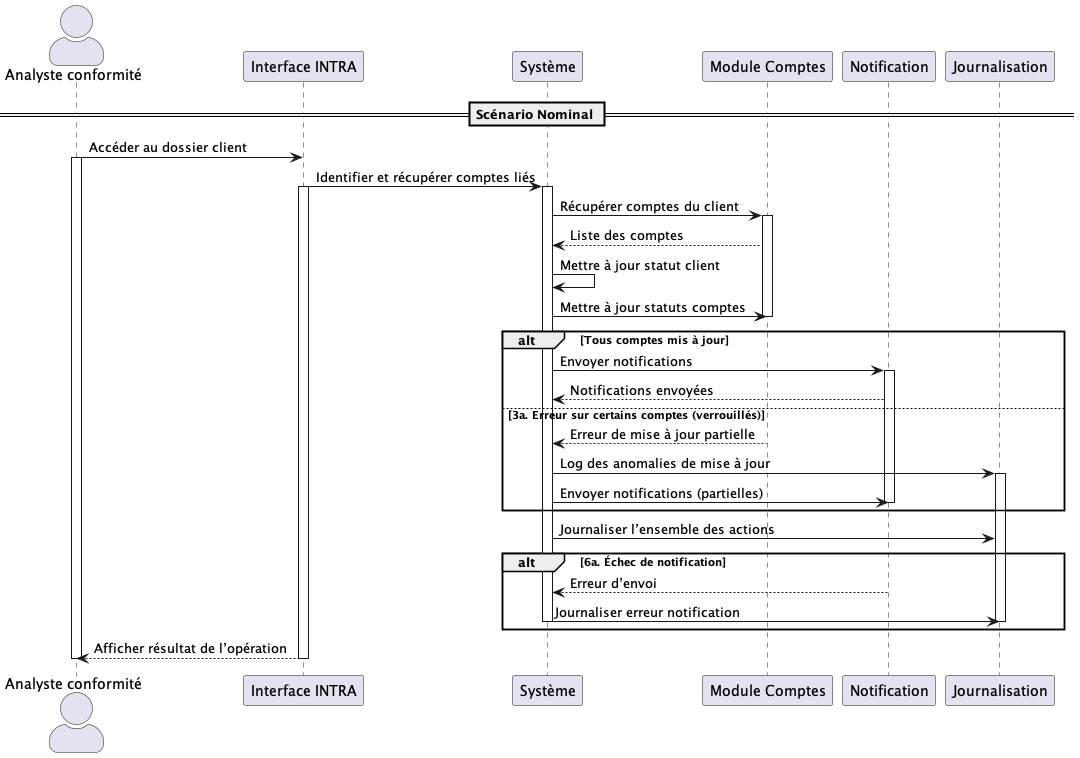 Analyste conformité
Interface INTRA
Système
Module Comptes
Notification
Journalisation
Scénario Nominal
Accéder au dossier client
Identifier et récupérer comptes liés
Récupérer comptes du client
Liste des comptes
Mettre à jour statut client
Mettre à jour statuts comptes
alt
[Tous comptes mis à jour]
Envoyer notifications
Notifications envoyées
[3a. Erreur sur certains comptes (verrouillés)]
Erreur de mise à jour partielle
Log des anomalies de mise à jour
Envoyer notifications (partielles)
Journaliser l’ensemble des actions
alt
[6a. Échec de notification]
Erreur d’envoi
Journaliser erreur notification
Afficher résultat de l’opération
Analyste conformité
Interface INTRA
Système
Module Comptes
Notification
Journalisation